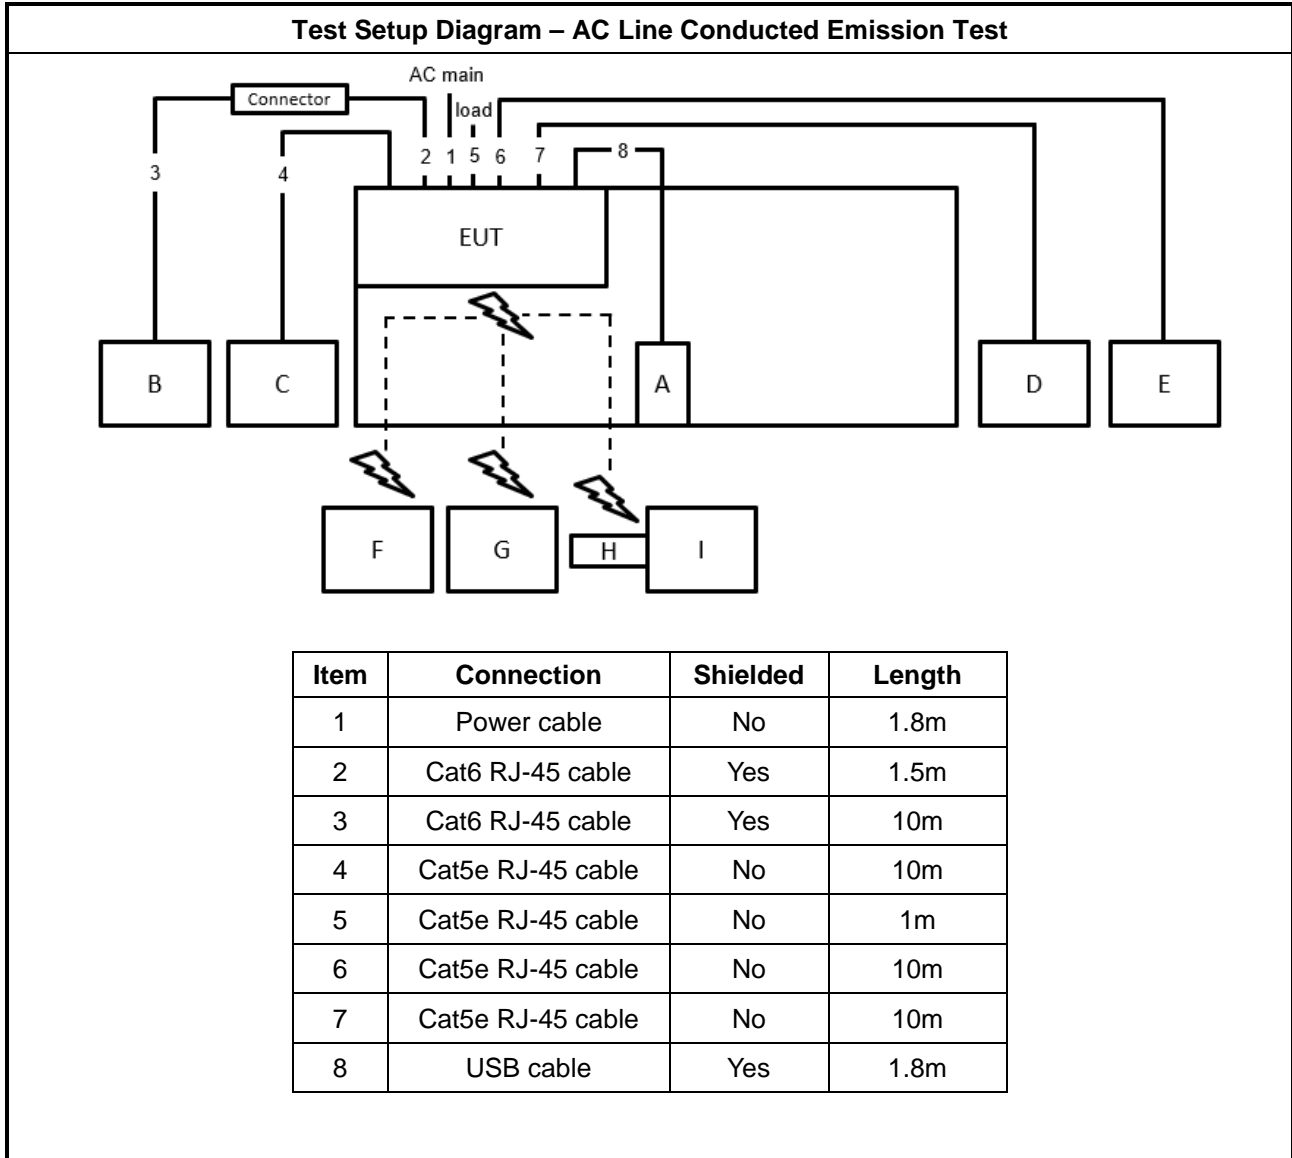 Test Setup Diagram – AC Line Conducted Emission Test
AC main
Connector
load
3
4
2
1
5
6
7
8
EUT
B
C
A
D
E
F
G
H
I
Item Connection Shielded Length
1 Power cable No 1.8m
2 Cat6 RJ-45 cable Yes 1.5m
3 Cat6 RJ-45 cable Yes 10m
4 Cat5e RJ-45 cable No 10m
5 Cat5e RJ-45 cable No 1m
6 Cat5e RJ-45 cable No 10m
7 Cat5e RJ-45 cable No 10m
8 USB cable Yes 1.8m